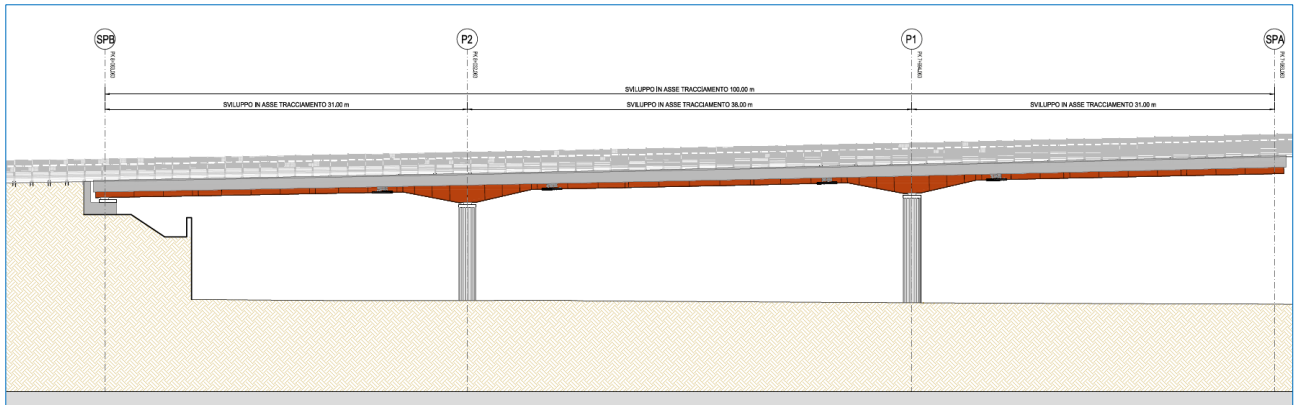 SPB
P2
P1
SPA
SVILUPPO IN ASSE TRACCIAMENTO 100.00 m
SVILUPPO IN ASSE TRACCIAMENTO 31.00 m
SVILUPPO IN ASSE TRACCIAMENTO 38.00 m
SVILUPPO IN ASSE TRACCIAMENTO 31.00 m